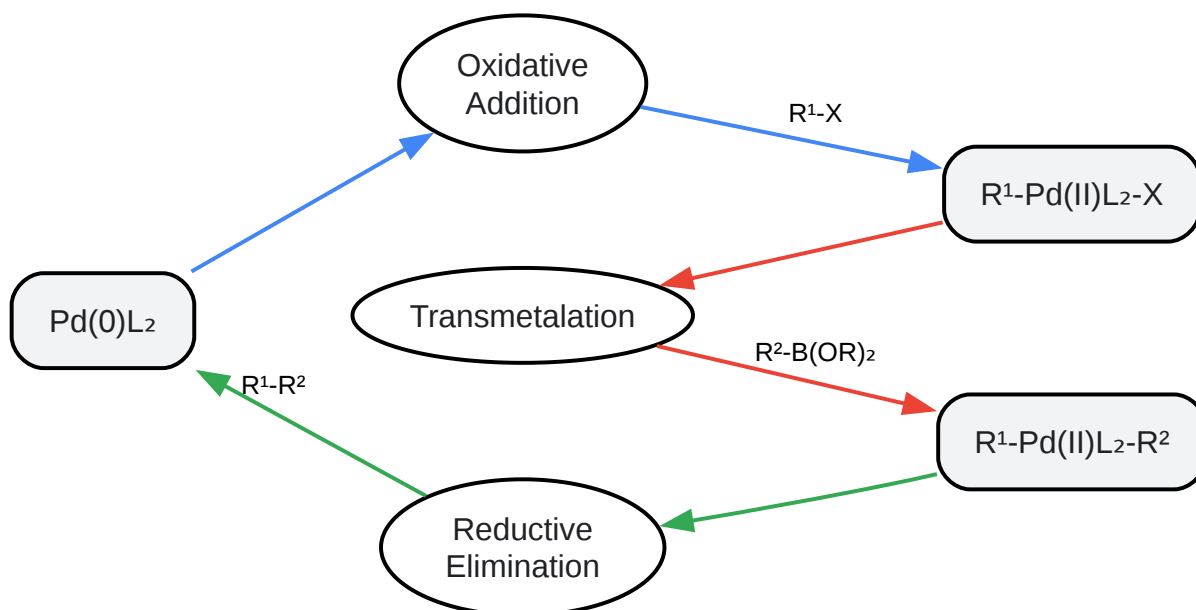 Oxidative
Addition
R¹-X
R¹-Pd(II)L₂-X
Pd(0)L₂
Transmetalation
R²-B(OR)₂
R¹-R²
R¹-Pd(II)L₂-R²
Reductive
Elimination